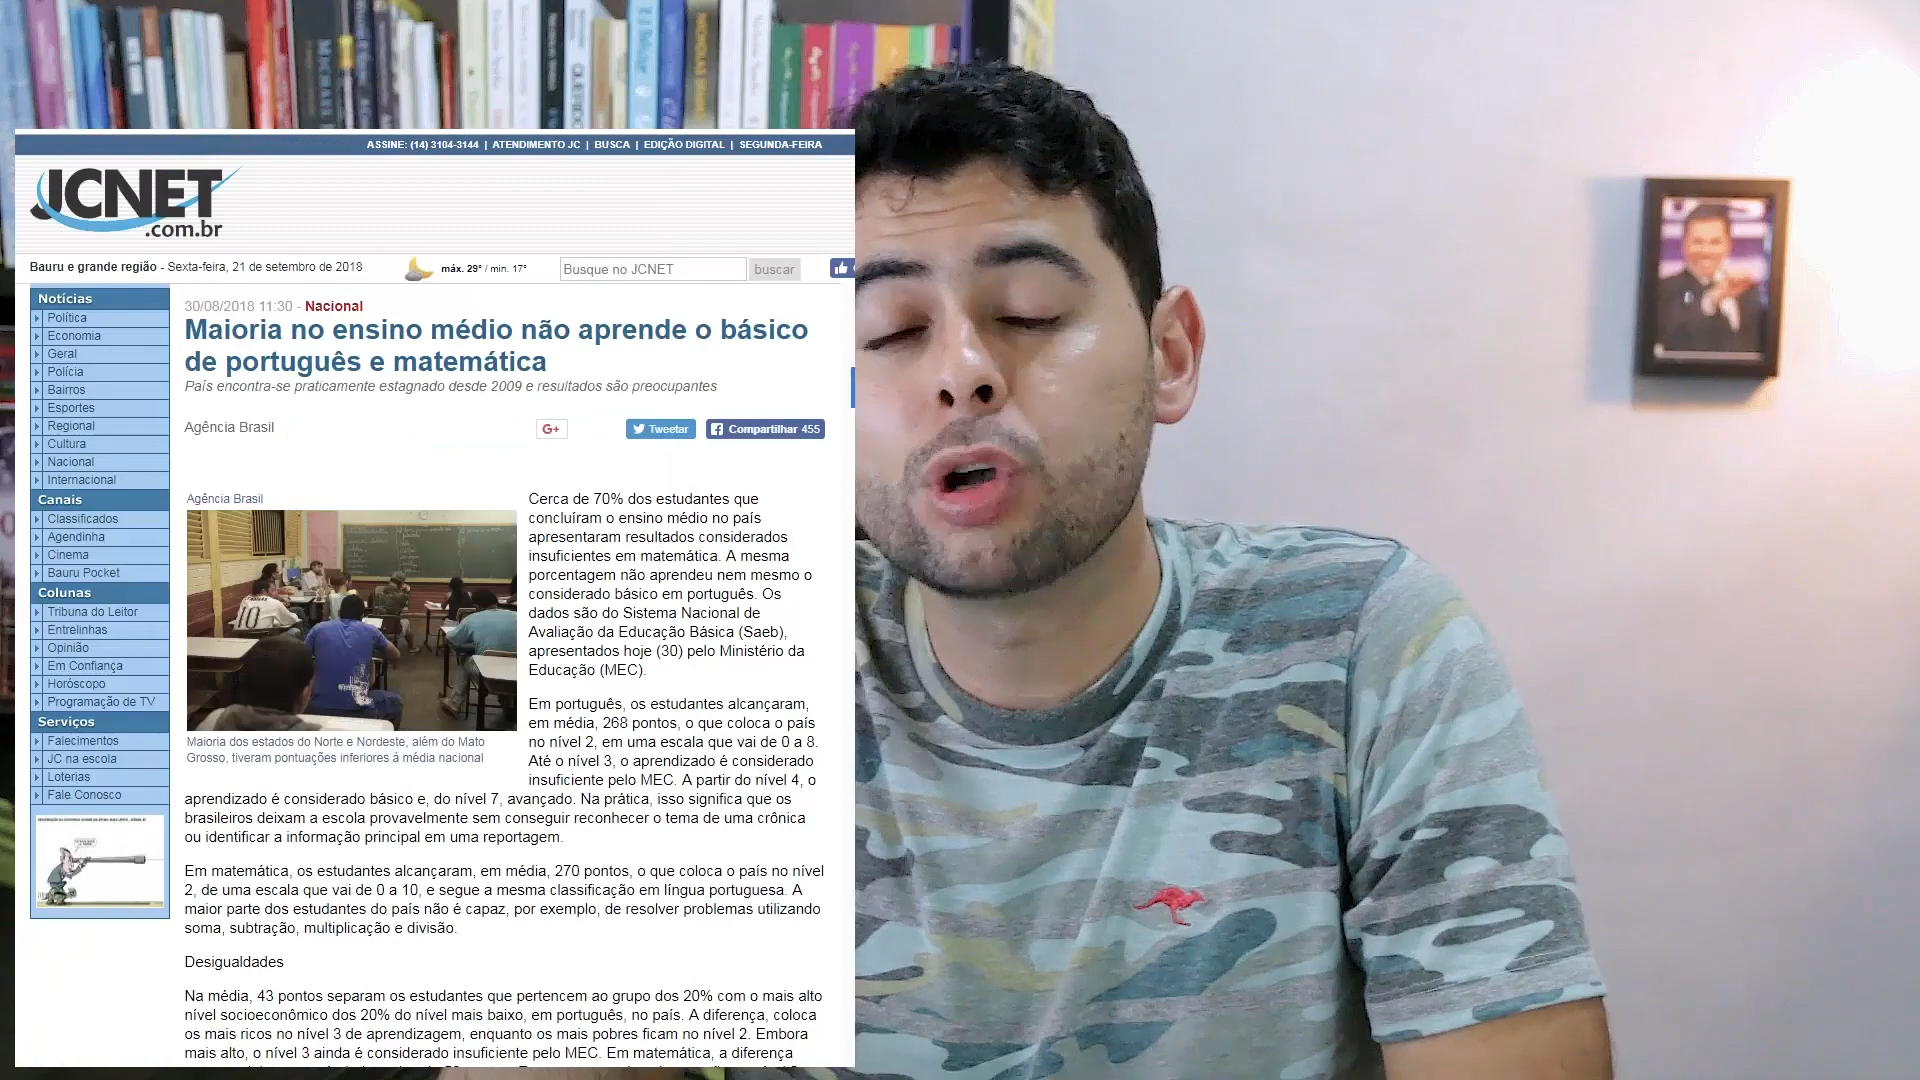 ASSINE: (14) 3104-3144 | ATENDIMENTO JC | BUSCA | EDIÇÃO DIGITAL | SEGUNDA-FEIRA
JCNET
.com.br
Bauru e grande região - Sexta-feira, 21 de setembro de 2018
máx. 29° / min. 17°
Busque no JCNET
buscar
Notícias
Política
Economia
Geral
Polícia
Bairros
Esportes
Regional
Cultura
Nacional
Internacional
Canais
Classificados
Agendinha
Cinema
Bauru Pocket
Colunas
Tribuna do Leitor
Entrelinhas
Opinião
Em Confiança
Horóscopo
Programação de TV
Serviços
Falecimentos
JC na escola
Loterias
Fale Conosco
30/08/2018 11:30 - Nacional
Maioria no ensino médio não aprende o básico
de português e matemática
País encontra-se praticamente estagnado desde 2009 e resultados são preocupantes
Agência Brasil
G+
Tweetar
Compartilhar 455
Agência Brasil
10
Maioria dos estados do Norte e Nordeste, além do Mato
Grosso, tiveram pontuações inferiores à média nacional
Cerca de 70% dos estudantes que
concluíram o ensino médio no país
apresentaram resultados considerados
insuficientes em matemática. A mesma
porcentagem não aprendeu nem mesmo o
considerado básico em português. Os
dados são do Sistema Nacional de
Avaliação da Educação Básica (Saeb),
apresentados hoje (30) pelo Ministério da
Educação (MEC).
Em português, os estudantes alcançaram,
em média, 268 pontos, o que coloca o país
no nível 2, em uma escala que vai de 0 a 8.
Até o nível 3, o aprendizado é considerado
insuficiente pelo MEC. A partir do nível 4, o
aprendizado é considerado básico e, do nível 7, avançado. Na prática, isso significa que os
brasileiros deixam a escola provavelmente sem conseguir reconhecer o tema de uma crônica
ou identificar a informação principal em uma reportagem.
Em matemática, os estudantes alcançaram, em média, 270 pontos, o que coloca o país no nível
2, de uma escala que vai de 0 a 10, e segue a mesma classificação em língua portuguesa. A
maior parte dos estudantes do país não é capaz, por exemplo, de resolver problemas utilizando
soma, subtração, multiplicação e divisão.
Desigualdades
Na média, 43 pontos separam os estudantes que pertencem ao grupo dos 20% com o mais alto
nível socioeconômico dos 20% do nível mais baixo, em português, no país. A diferença, coloca
os mais ricos no nível 3 de aprendizagem, enquanto os mais pobres ficam no nível 2. Embora
mais alto, o nível 3 ainda é considerado insuficiente pelo MEC. Em matemática, a diferença